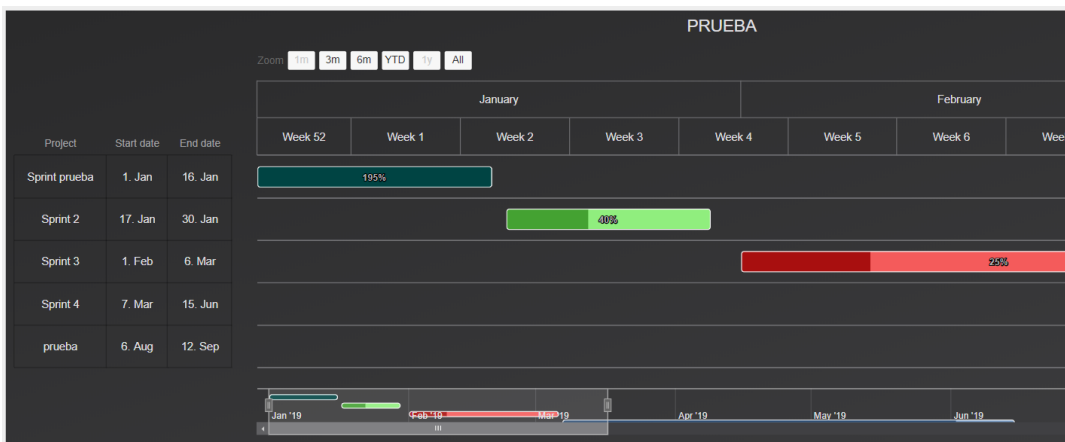 PRUEBA
Zoom 1m 3m 6m YTD 1y All
January February
Week 52 Week 1 Week 2 Week 3 Week 4 Week 5 Week 6 Wee
Project Start date End date
Sprint prueba 1. Jan 16. Jan 195%
Sprint 2 17. Jan 30. Jan 40%
Sprint 3 1. Feb 6. Mar 25%
Sprint 4 7. Mar 15. Jun
prueba 6. Aug 12. Sep
Jan '19 Feb '19 Mar '19 Apr '19 May '19 Jun '19